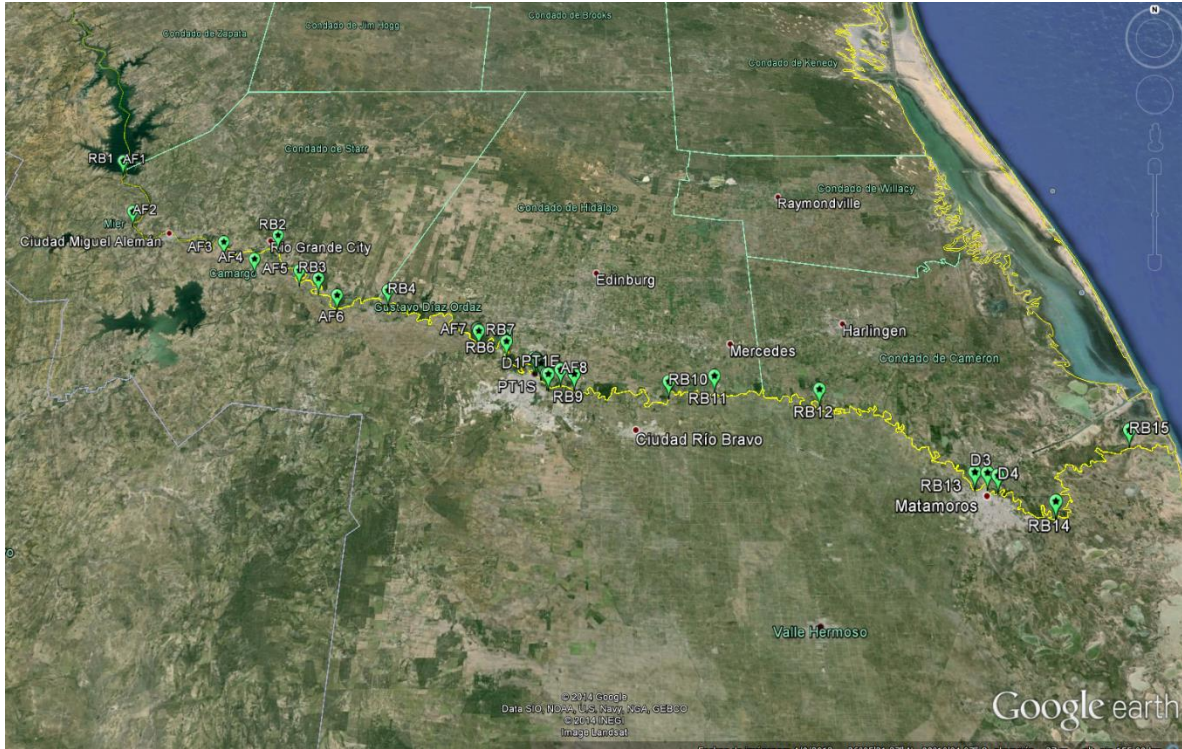 Condado de Brooks
Condado de Jim Hogg
Condado de Zapata
N
Condado de Kenedy
Condado de Starr
RB1 AF1
Condado de Willacy
Raymondville
Condado de Hidalgo
AF2
Mier
RB2
Ciudad Miguel Alemán
AF3
Rio Grande City
AF4
Camargo
AF5
RB3
Edinburg
RB4
AF6
Gustavo Díaz Ordaz
AF7
RB7
Harlingen
RB6
Mercedes
Condado de Cameron
D1
PT1E
AF8
PT1S
RB9
RB10
RB11
RB12
RB15
Ciudad Río Bravo
D3
RB13
D4
Matamoros
RB14
Valle Hermoso
© 2014 Google
Data SIO, NOAA, U.S. Navy, NGA, GEBCO
© 2014 INEGI
Image Landsat
Google earth